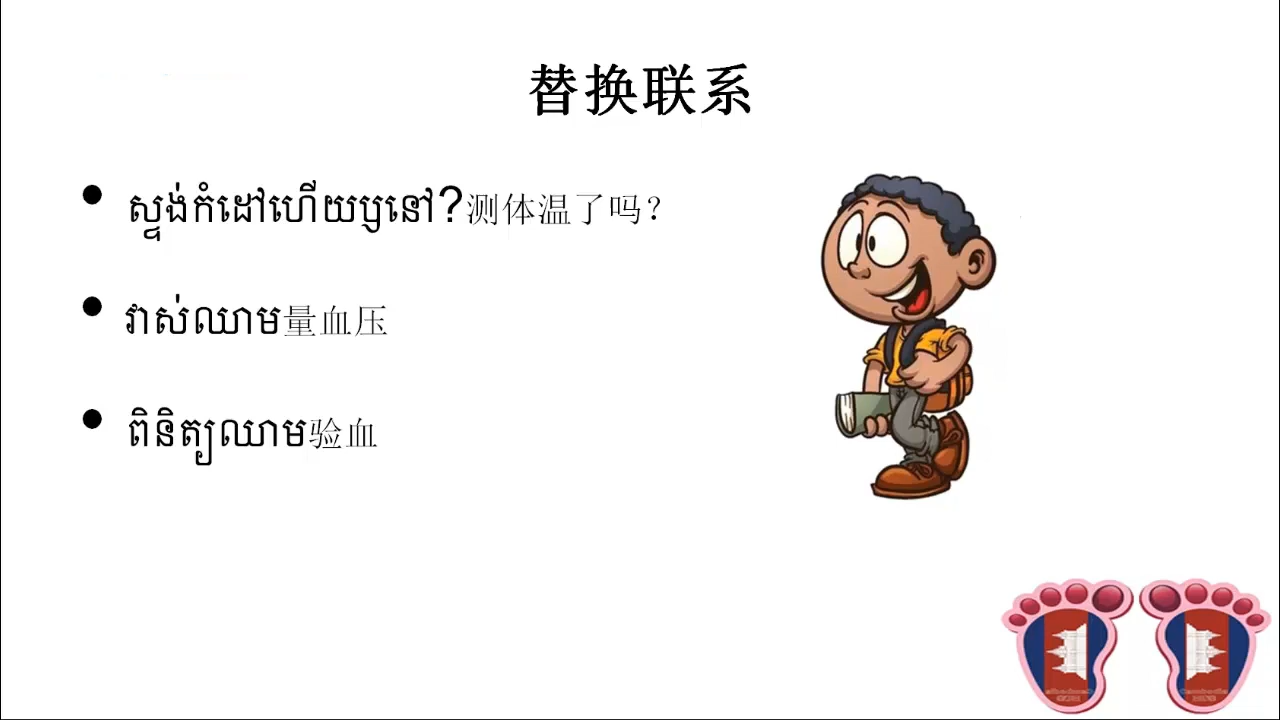 替换联系
• ស្ទង់កំដៅហើយឫនៅ?测体温了吗?
• វាស់ឈាម量血压
• ពិនិត្យឈាម验血